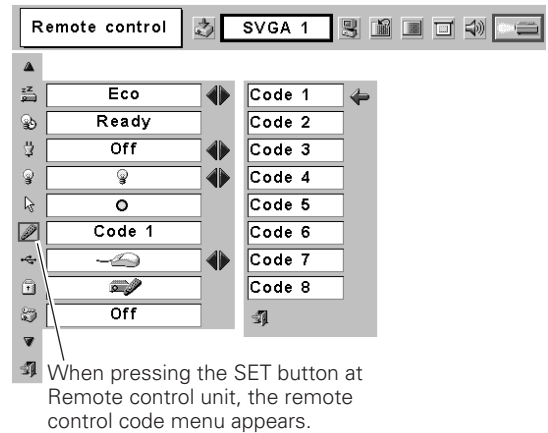 Remote control
SVGA 1
Eco
Ready
Off
Code 1
Off
Code 1
Code 2
Code 3
Code 4
Code 5
Code 6
Code 7
Code 8
When pressing the SET button at
Remote control unit, the remote
control code menu appears.